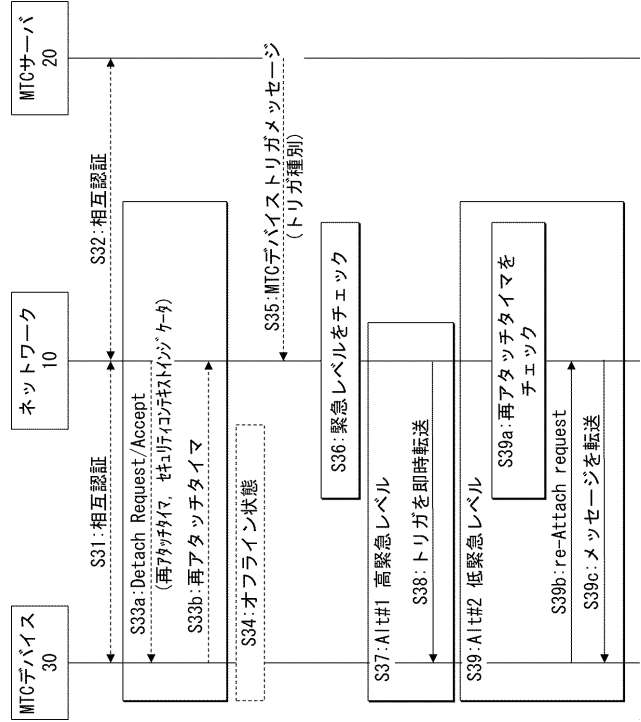 MTCデバイス
30
ネットワーク
10
MTCサーバ
20
S31:相互認証
S32:相互認証
S33a:Detach Request/Accept
(再アタッチタイマ, セキュリティコンテキストインジケータ)
S33b:再アタッチタイマ
S34:オフライン状態
S35:MTCデバイストリガメッセージ
(トリガ種別)
S36:緊急レベルをチェック
S37:Alt#1 高緊急レベル
S38:トリガを即時転送
S39:Alt#2 低緊急レベル
S39a:再アタッチタイマを
チェック
S39b:re-Attach request
S39c:メッセージを転送